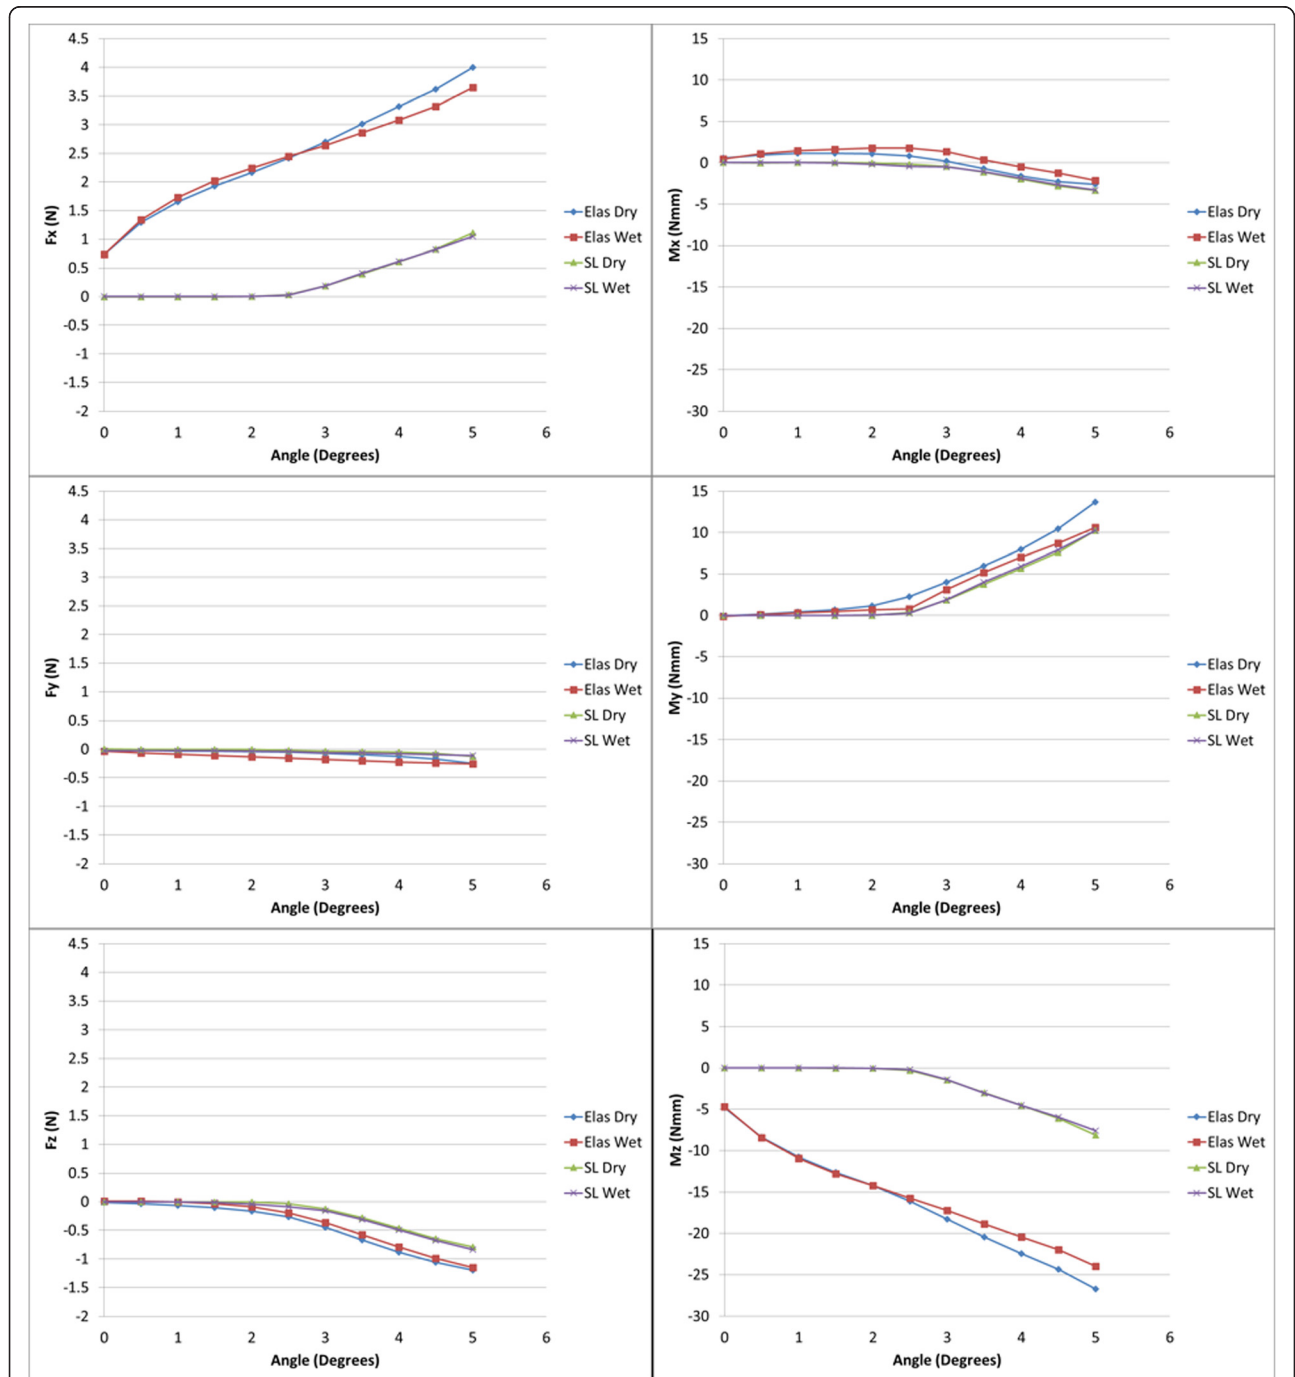 4.5
4
3.5
3
2.5
2
1.5
1
0.5
0
-0.5
-1
-1.5
-2
Fx (N)
0 1 2 3 4 5 6
Angle (Degrees)
Elas Dry
Elas Wet
SL Dry
SL Wet
15
10
5
0
-5
-10
-15
-20
-25
-30
Mx (Nmm)
0 1 2 3 4 5 6
Angle (Degrees)
Elas Dry
Elas Wet
SL Dry
SL Wet
4.5
4
3.5
3
2.5
2
1.5
1
0.5
0
-0.5
-1
-1.5
-2
Fy (N)
0 1 2 3 4 5 6
Angle (Degrees)
Elas Dry
Elas Wet
SL Dry
SL Wet
15
10
5
0
-5
-10
-15
-20
-25
-30
My (Nmm)
0 1 2 3 4 5 6
Angle (Degrees)
Elas Dry
Elas Wet
SL Dry
SL Wet
4.5
4
3.5
3
2.5
2
1.5
1
0.5
0
-0.5
-1
-1.5
-2
Fz (N)
0 1 2 3 4 5 6
Angle (Degrees)
Elas Dry
Elas Wet
SL Dry
SL Wet
15
10
5
0
-5
-10
-15
-20
-25
-30
Mz (Nmm)
0 1 2 3 4 5 6
Angle (Degrees)
Elas Dry
Elas Wet
SL Dry
SL Wet